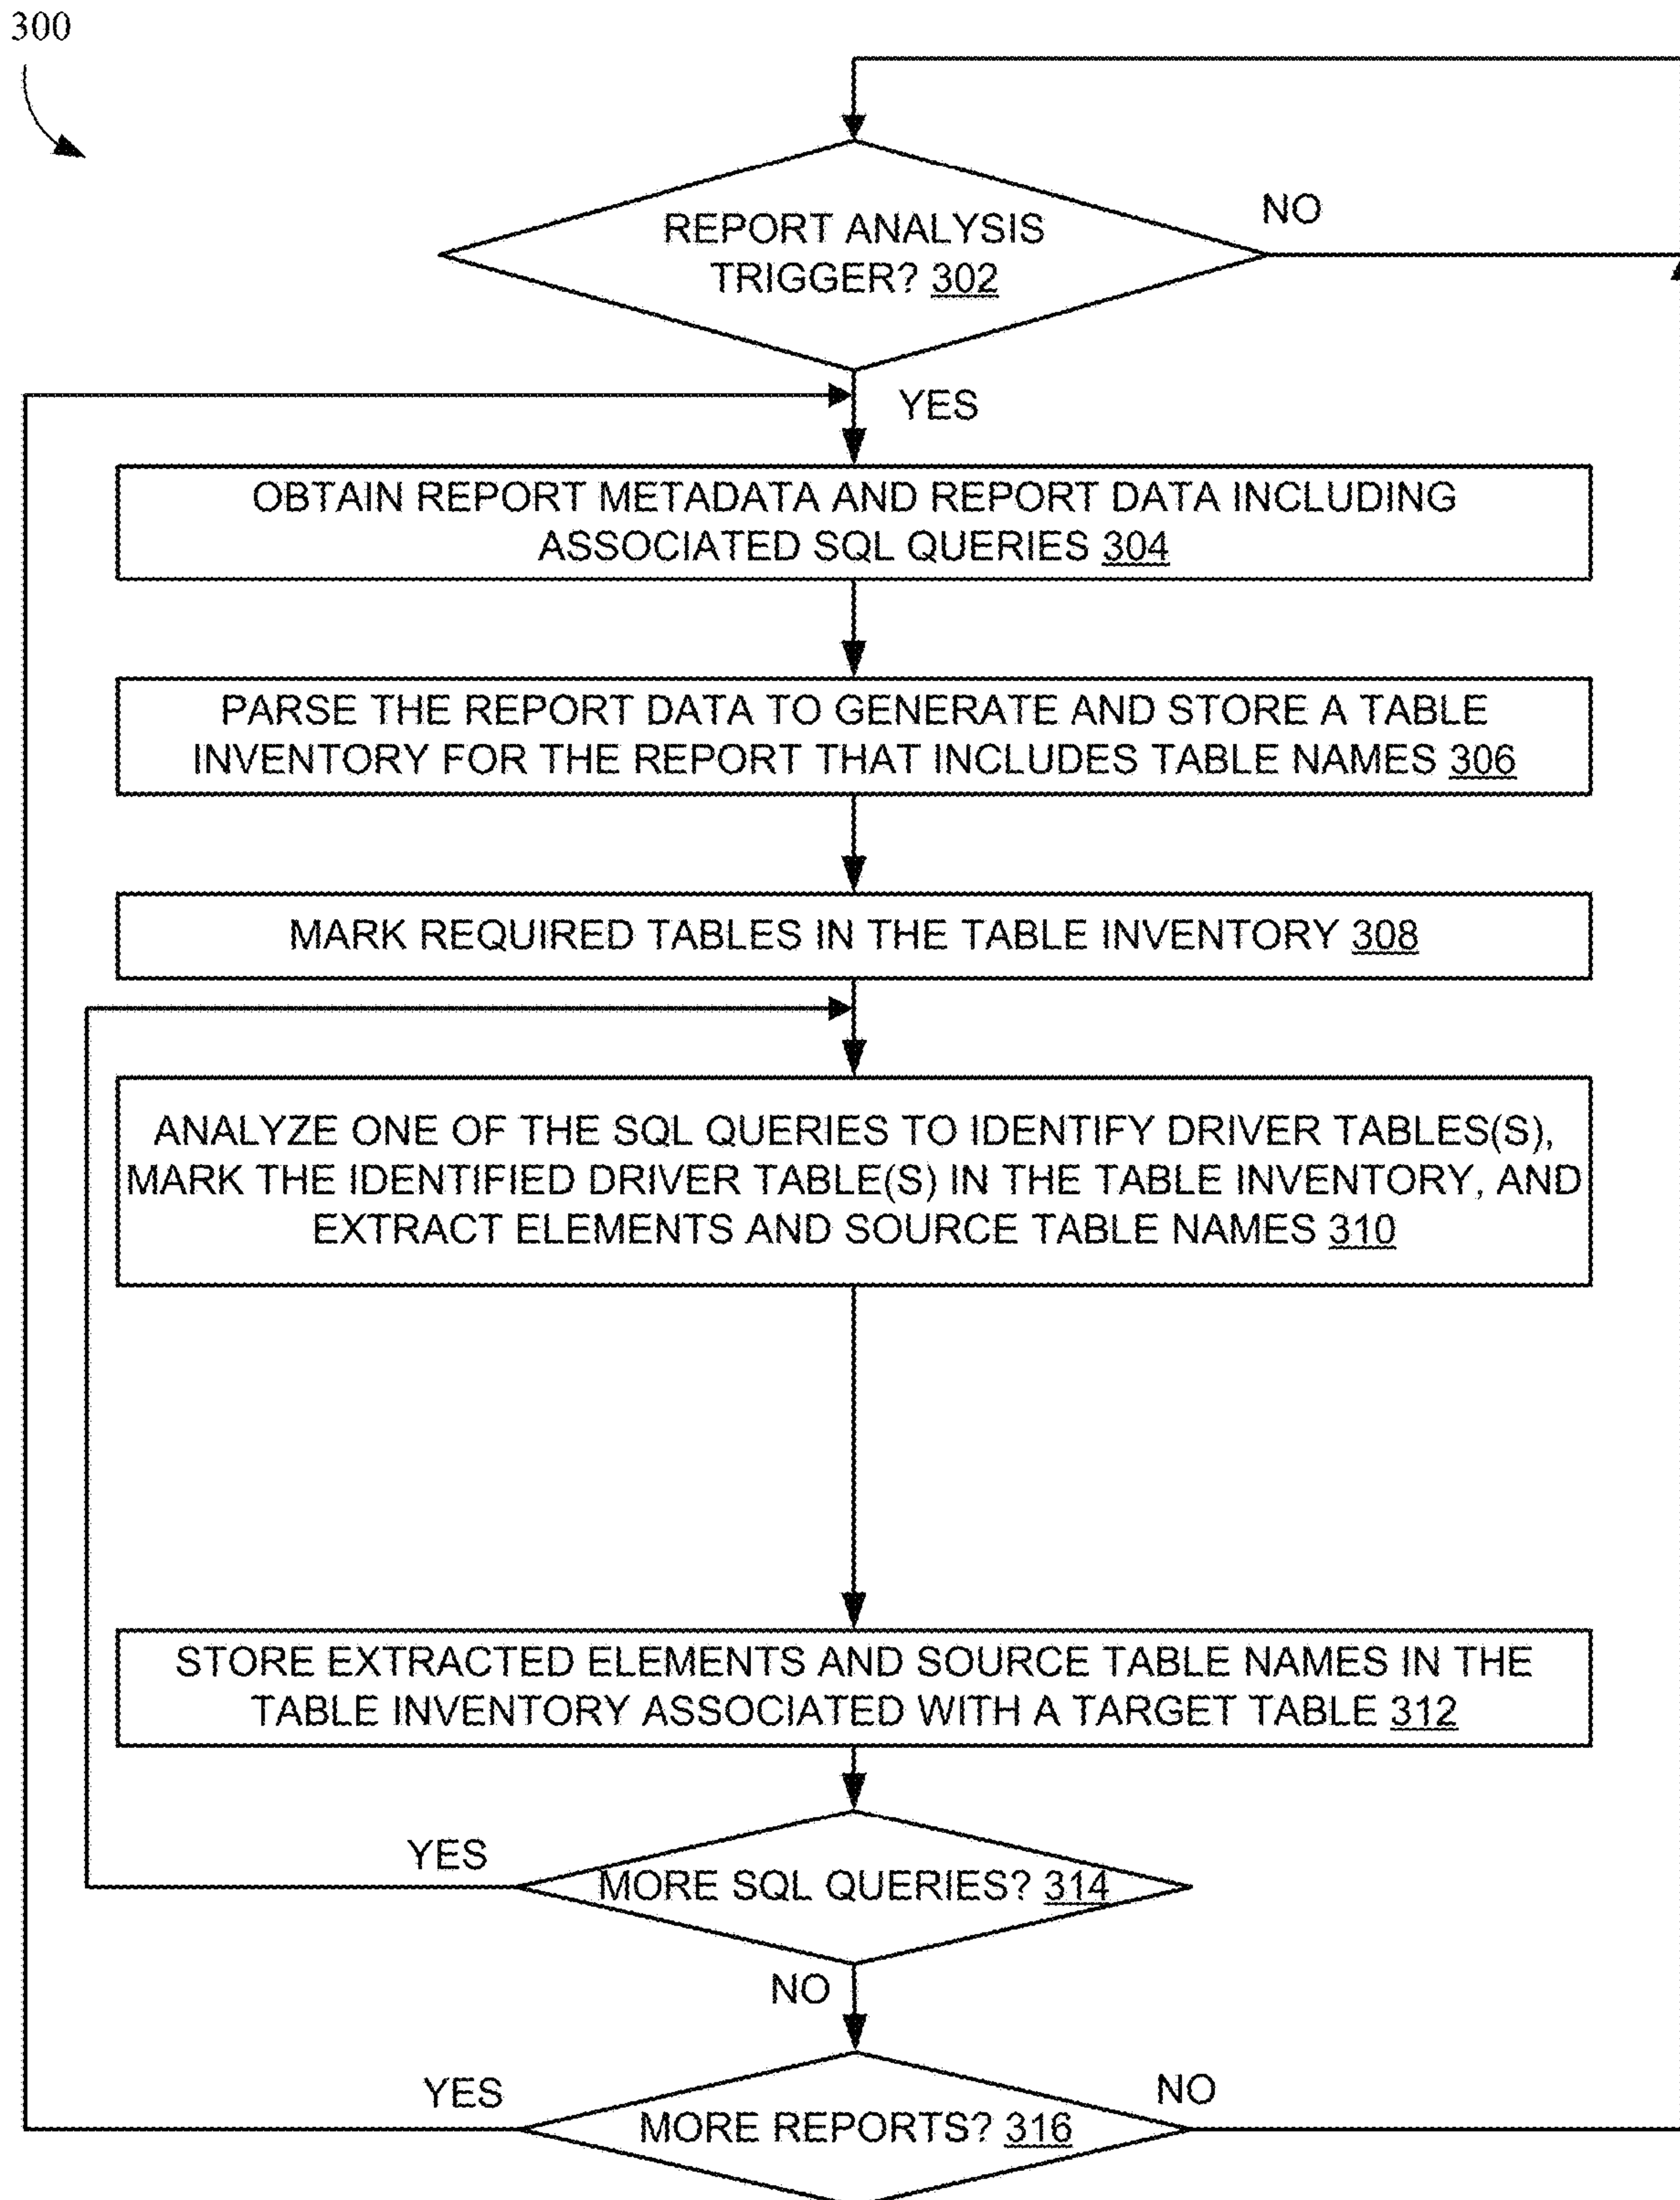 300
REPORT ANALYSIS
TRIGGER? 302
NO
YES
OBTAIN REPORT METADATA AND REPORT DATA INCLUDING
ASSOCIATED SQL QUERIES 304
PARSE THE REPORT DATA TO GENERATE AND STORE A TABLE
INVENTORY FOR THE REPORT THAT INCLUDES TABLE NAMES 306
MARK REQUIRED TABLES IN THE TABLE INVENTORY 308
ANALYZE ONE OF THE SQL QUERIES TO IDENTIFY DRIVER TABLES(S),
MARK THE IDENTIFIED DRIVER TABLE(S) IN THE TABLE INVENTORY, AND
EXTRACT ELEMENTS AND SOURCE TABLE NAMES 310
STORE EXTRACTED ELEMENTS AND SOURCE TABLE NAMES IN THE
TABLE INVENTORY ASSOCIATED WITH A TARGET TABLE 312
YES
MORE SQL QUERIES? 314
NO
YES
NO
MORE REPORTS? 316